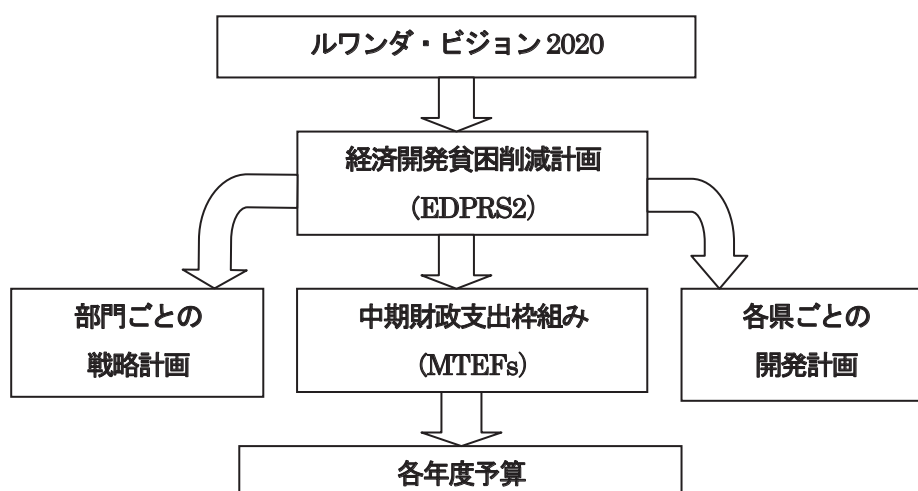 ルワンダ・ビジョン 2020
経済開発貧困削減計画
(EDPRS2)
部門ごとの
戦略計画
中期財政支出枠組み
(MTEFs)
各県ごとの
開発計画
各年度予算